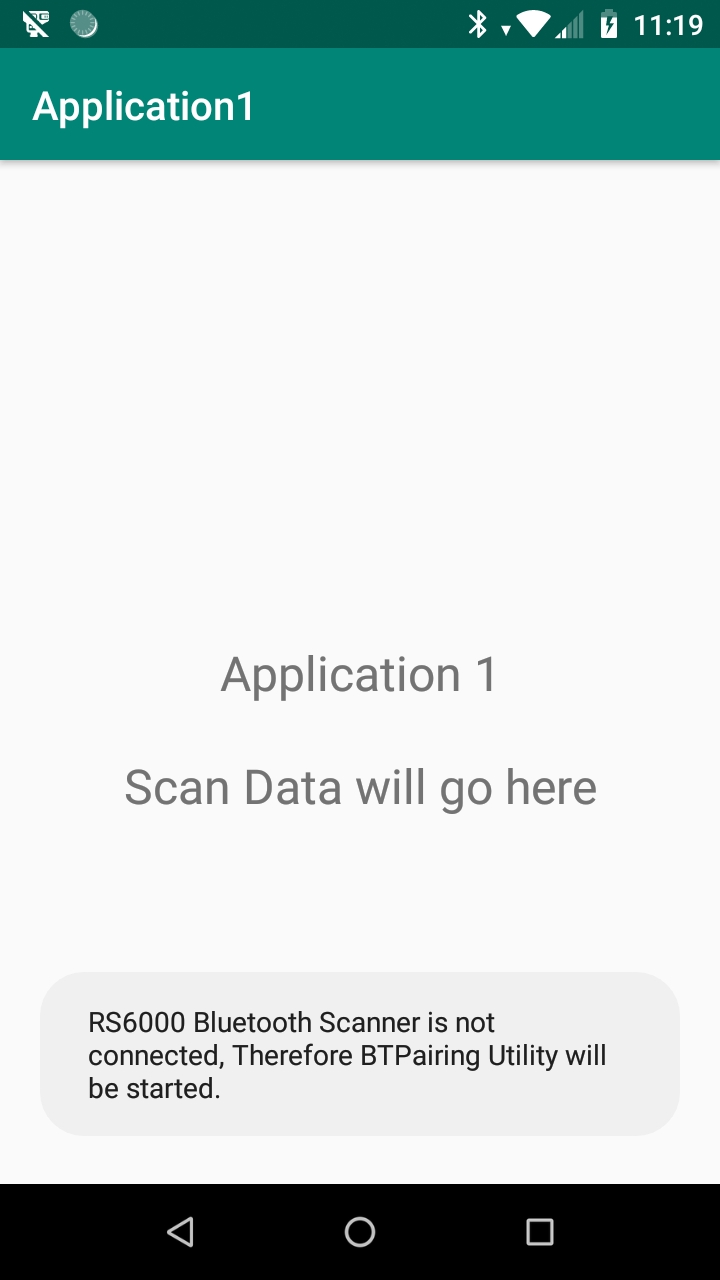 11:19
Application1
Application 1
Scan Data will go here
RS6000 Bluetooth Scanner is not
connected, Therefore BTPairing Utility will
be started.